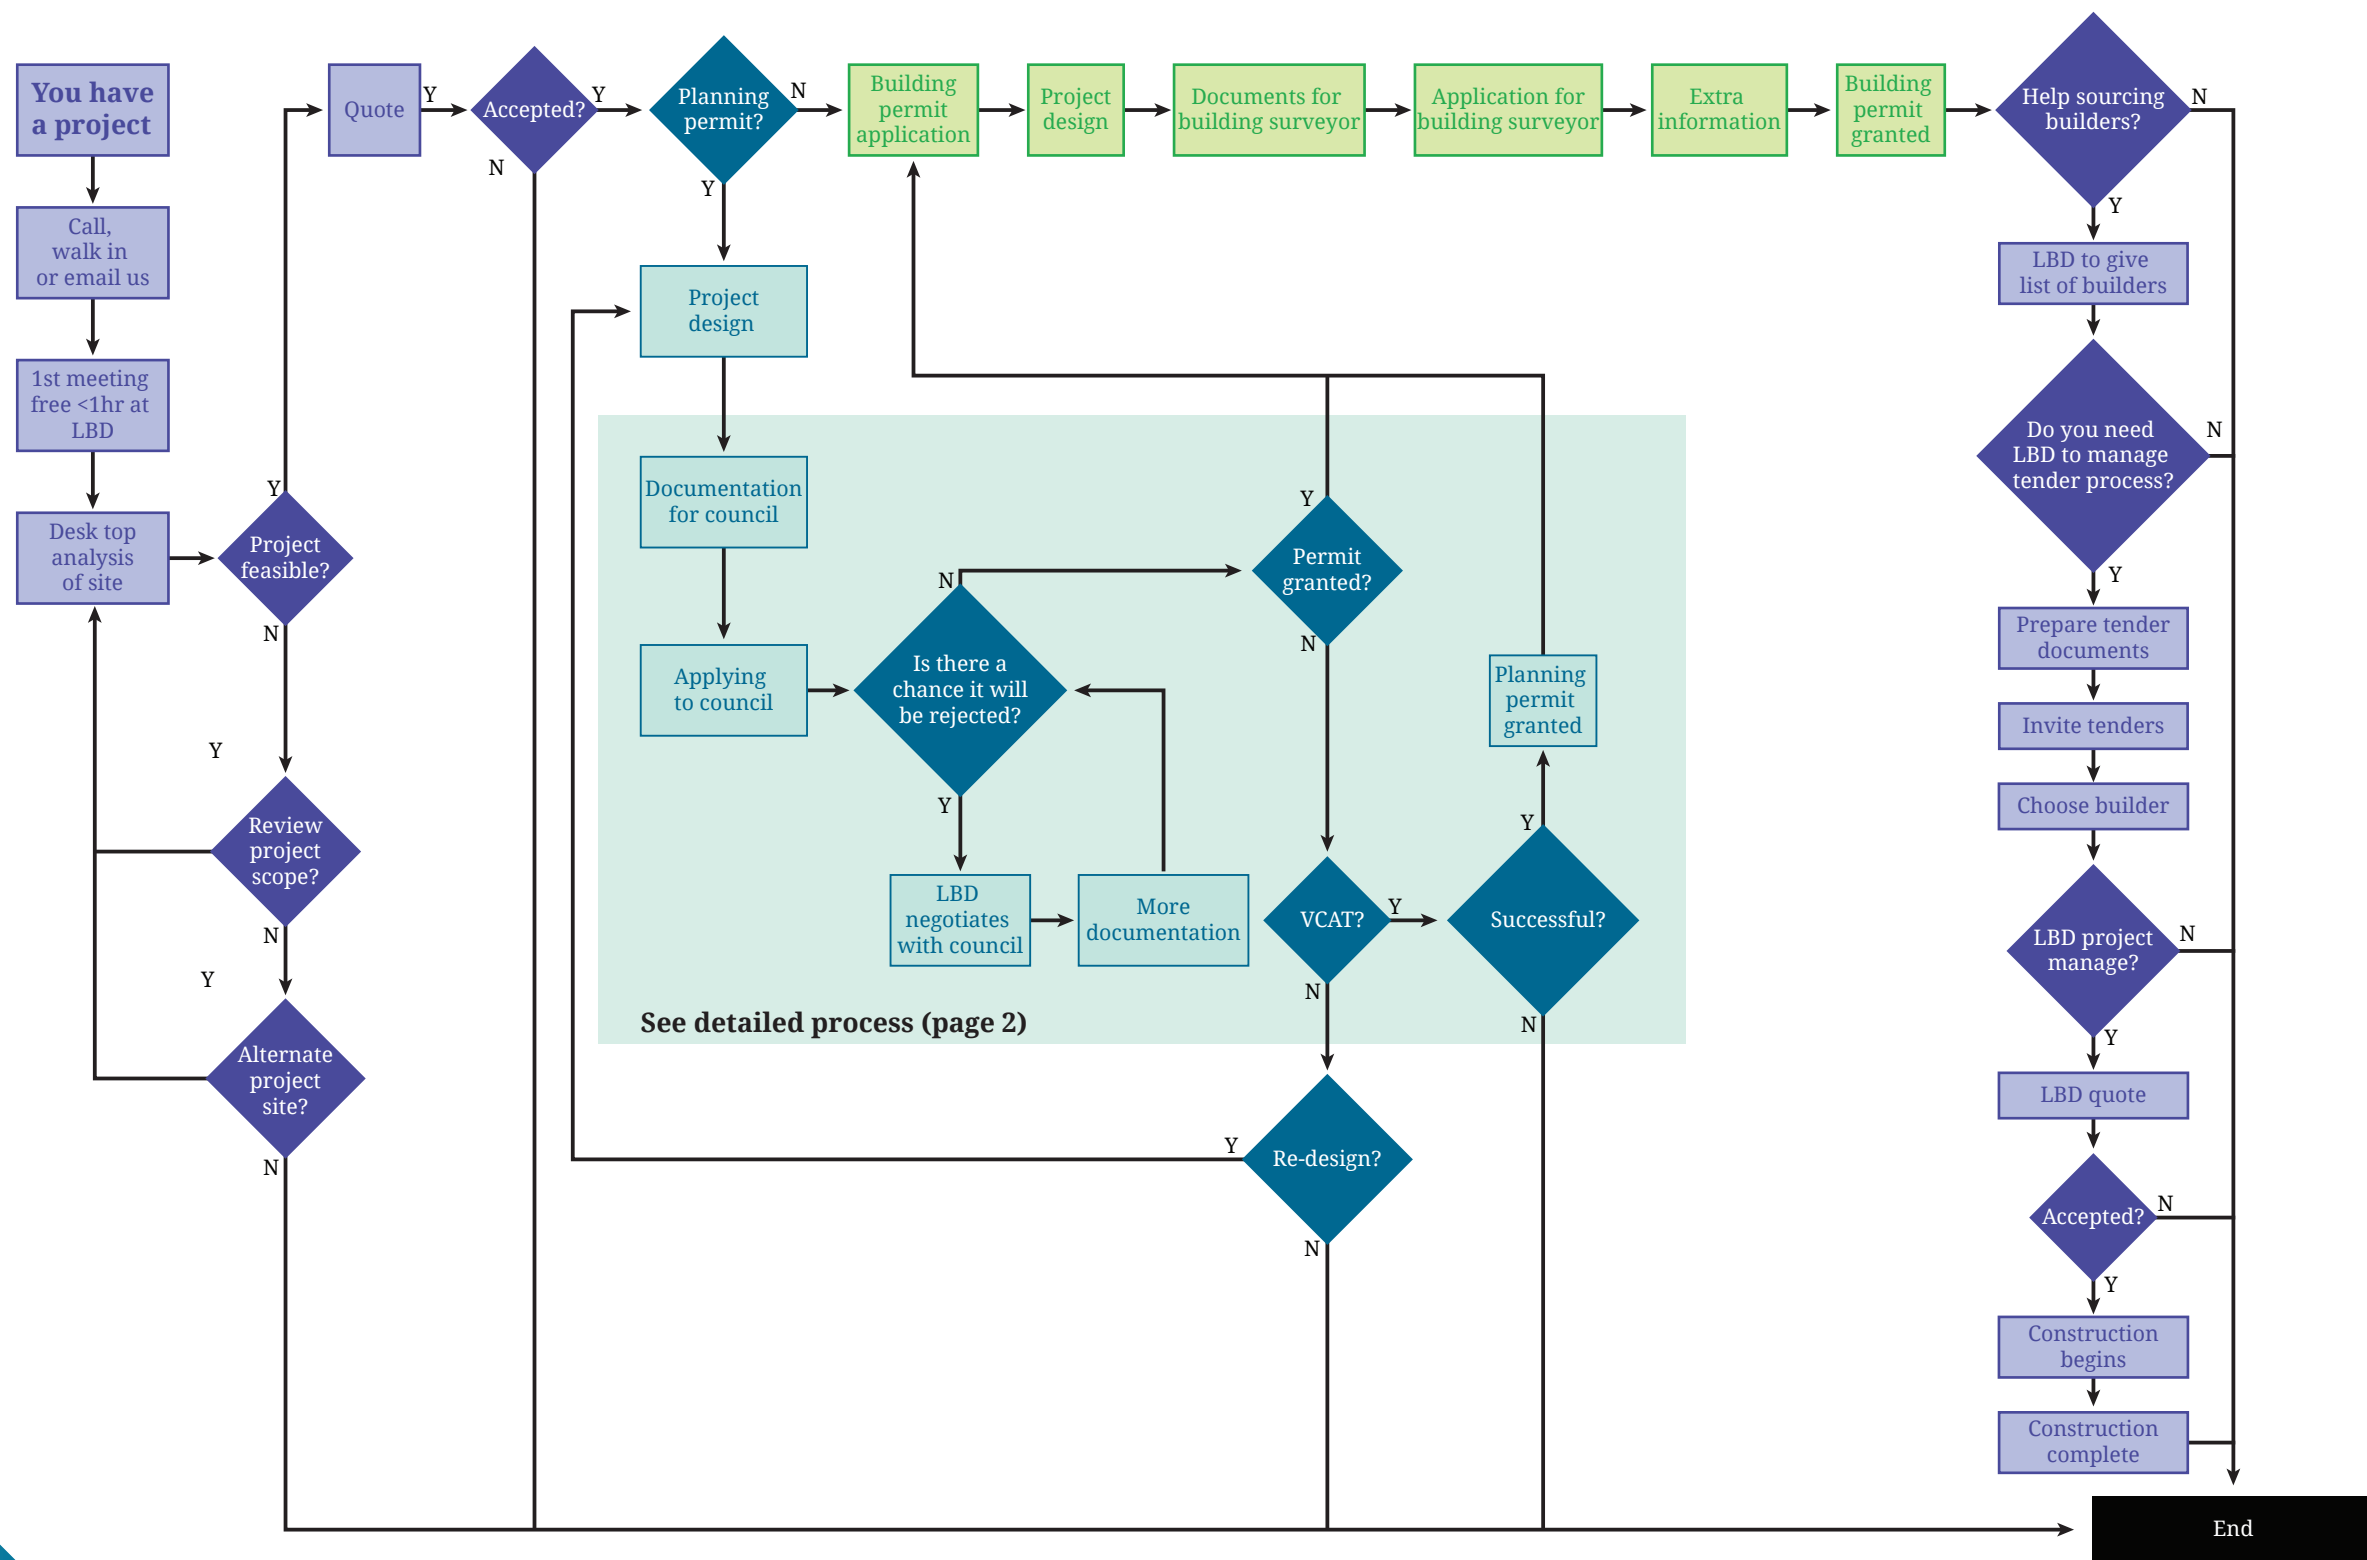 You have
a project
Call,
walk in
or email us
1st meeting
free <1hr at
LBD
Desk top
analysis
of site
Y
Project
feasible?
N
Y
Review
project
scope?
N
Y
Alternate
project
site?
N
Quote
Y
Accepted?
Y
N
Planning
permit?
N
Y
Building
permit
application
Project
design
Documents for
building surveyor
Application for
building surveyor
Extra
information
Building
permit
granted
Help sourcing
builders?
N
Y
Project
design
Documentation
for council
Applying
to council
N
Is there a
chance it will
be rejected?
Y
LBD
negotiates
with council
More
documentation
Y
Permit
granted?
N
VCAT?
Y
N
Planning
permit
granted
Y
Successful?
N
See detailed process (page 2)
Y
Re-design?
N
LBD to give
list of builders
Do you need
LBD to manage
tender process?
N
Y
Prepare tender
documents
Invite tenders
Choose builder
LBD project
manage?
N
Y
LBD quote
Accepted?
N
Y
Construction
begins
Construction
complete
End